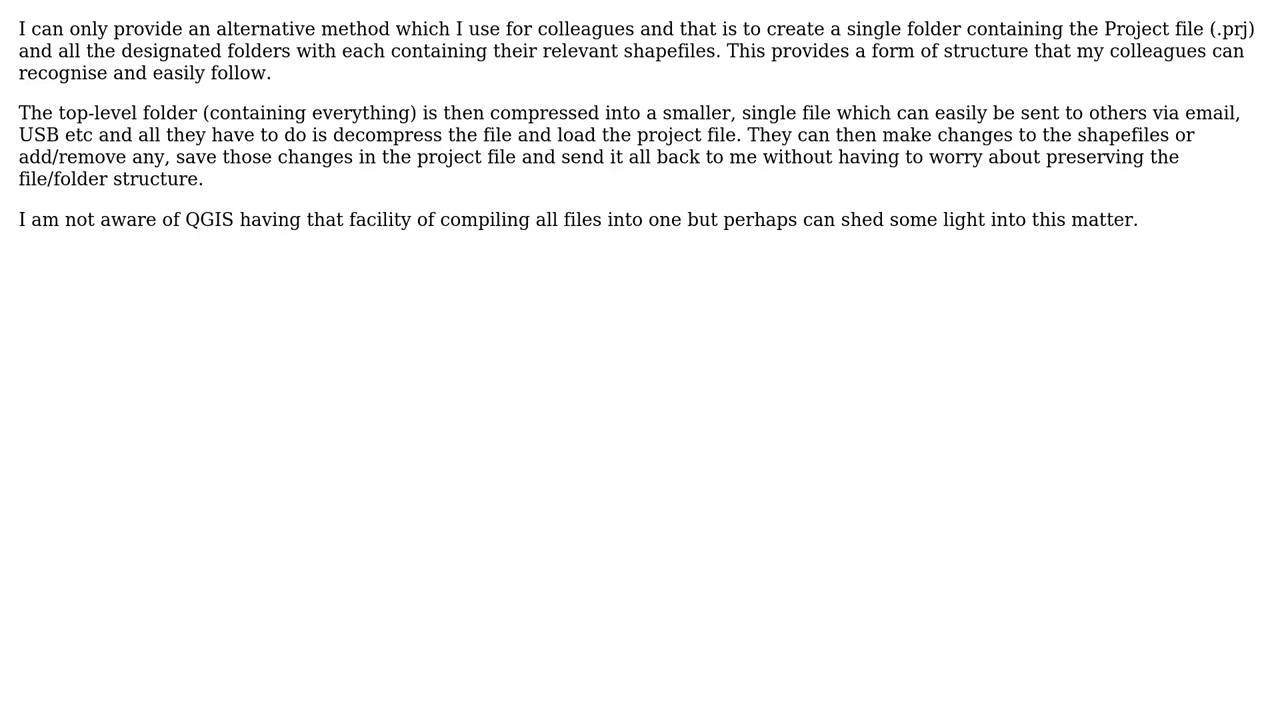 I can only provide an alternative method which I use for colleagues and that is to create a single folder containing the Project file (.prj)
and all the designated folders with each containing their relevant shapefiles. This provides a form of structure that my colleagues can
recognise and easily follow.
The top-level folder (containing everything) is then compressed into a smaller, single file which can easily be sent to others via email,
USB etc and all they have to do is decompress the file and load the project file. They can then make changes to the shapefiles or
add/remove any, save those changes in the project file and send it all back to me without having to worry about preserving the
file/folder structure.
I am not aware of QGIS having that facility of compiling all files into one but perhaps can shed some light into this matter.